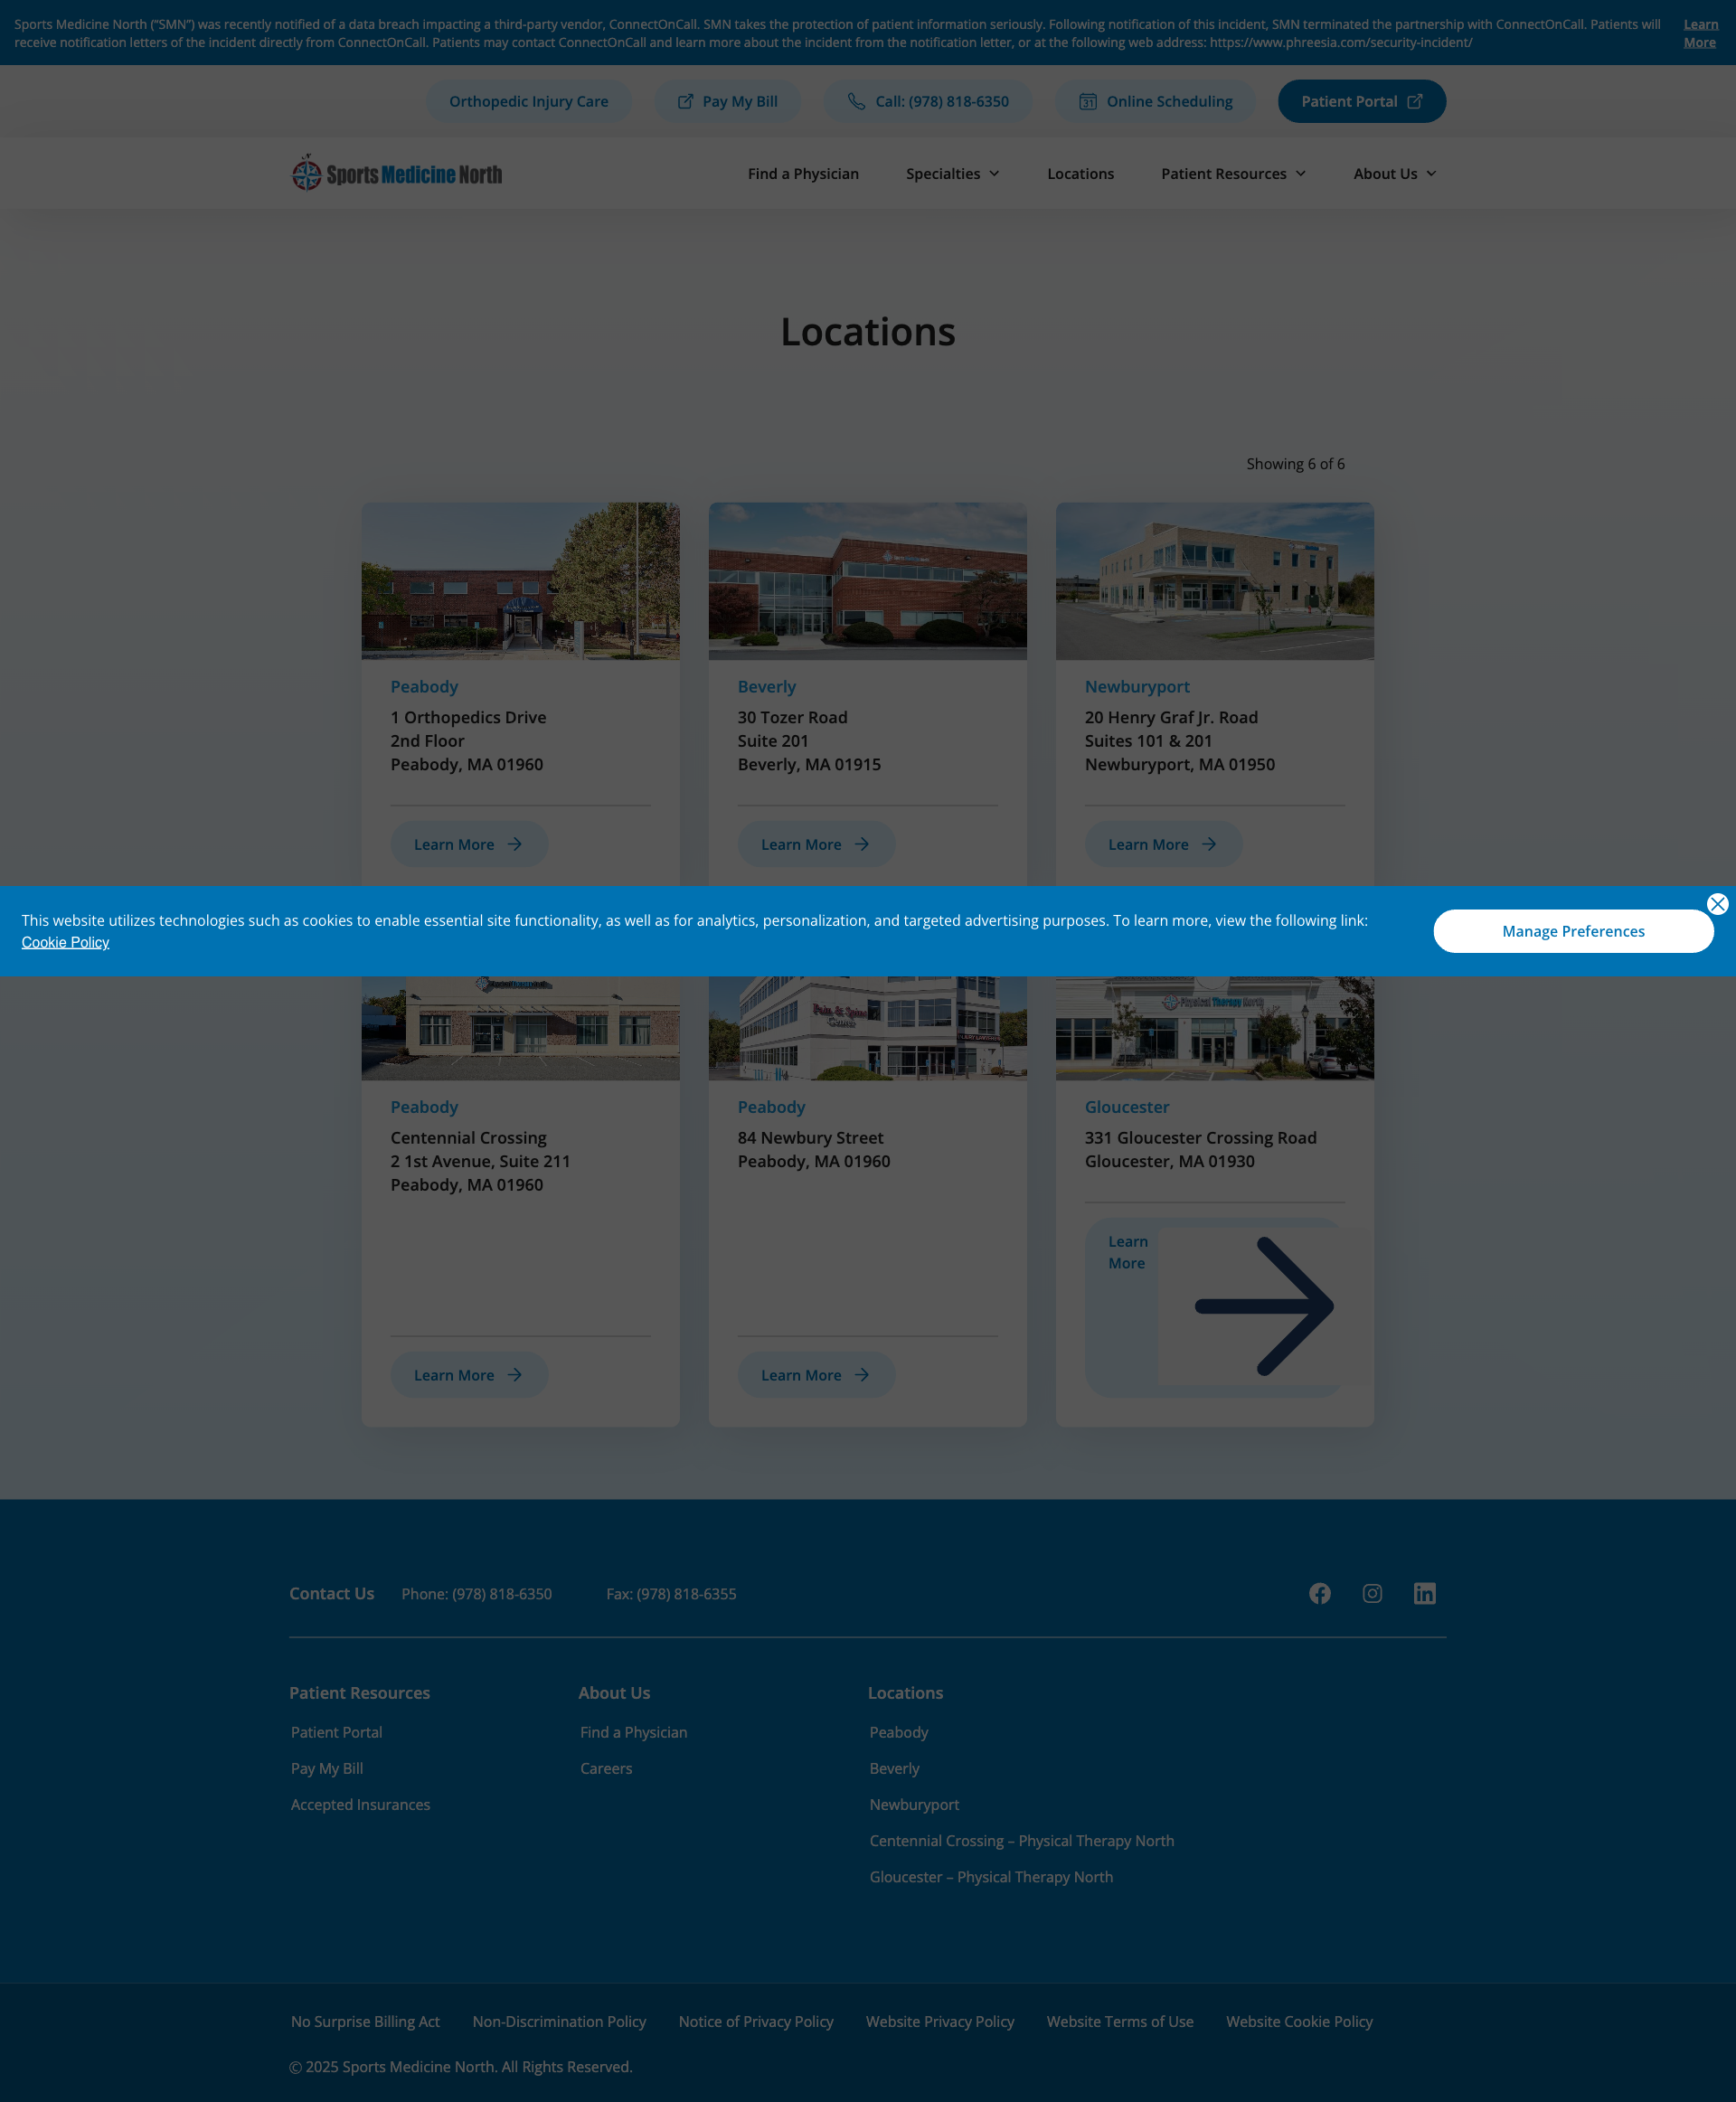 Sports Medicine North ("SMN") was recently notified of a data breach impacting a third-party vendor, ConnectOnCall. SMN takes the protection of patient information seriously. Following notification of this incident, SMN terminated the partnership with ConnectOnCall. Patients will
receive notification letters of the incident directly from ConnectOnCall. Patients may contact ConnectOnCall and learn more about the incident from the notification letter, or at the following web address: https://www.phreesia.com/security-incident/
Learn
More
Orthopedic Injury Care
Pay My Bill
Call: (978) 818-6350
31
Online Scheduling
Patient Portal
Sports Medicine North
Find a Physician
Specialties
Locations
Patient Resources
About Us
Locations
Showing 6 of 6
Peabody
1 Orthopedics Drive
2nd Floor
Peabody, MA 01960
Learn More
Beverly
30 Tozer Road
Suite 201
Beverly, MA 01915
Learn More
Newburyport
20 Henry Graf Jr. Road
Suites 101 & 201
Newburyport, MA 01950
Learn More
This website utilizes technologies such as cookies to enable essential site functionality, as well as for analytics, personalization, and targeted advertising purposes. To learn more, view the following link:
Cookie Policy
Manage Preferences
Pain & Spine
Center
Physical Therapy North
Peabody
Centennial Crossing
2 1st Avenue, Suite 211
Peabody, MA 01960
Learn More
Peabody
84 Newbury Street
Peabody, MA 01960
Learn More
Gloucester
331 Gloucester Crossing Road
Gloucester, MA 01930
Learn
More
Contact Us
Phone: (978) 818-6350
Fax: (978) 818-6355
Patient Resources
Patient Portal
Pay My Bill
Accepted Insurances
About Us
Find a Physician
Careers
Locations
Peabody
Beverly
Newburyport
Centennial Crossing – Physical Therapy North
Gloucester – Physical Therapy North
No Surprise Billing Act
Non-Discrimination Policy
Notice of Privacy Policy
Website Privacy Policy
Website Terms of Use
Website Cookie Policy
© 2025 Sports Medicine North. All Rights Reserved.